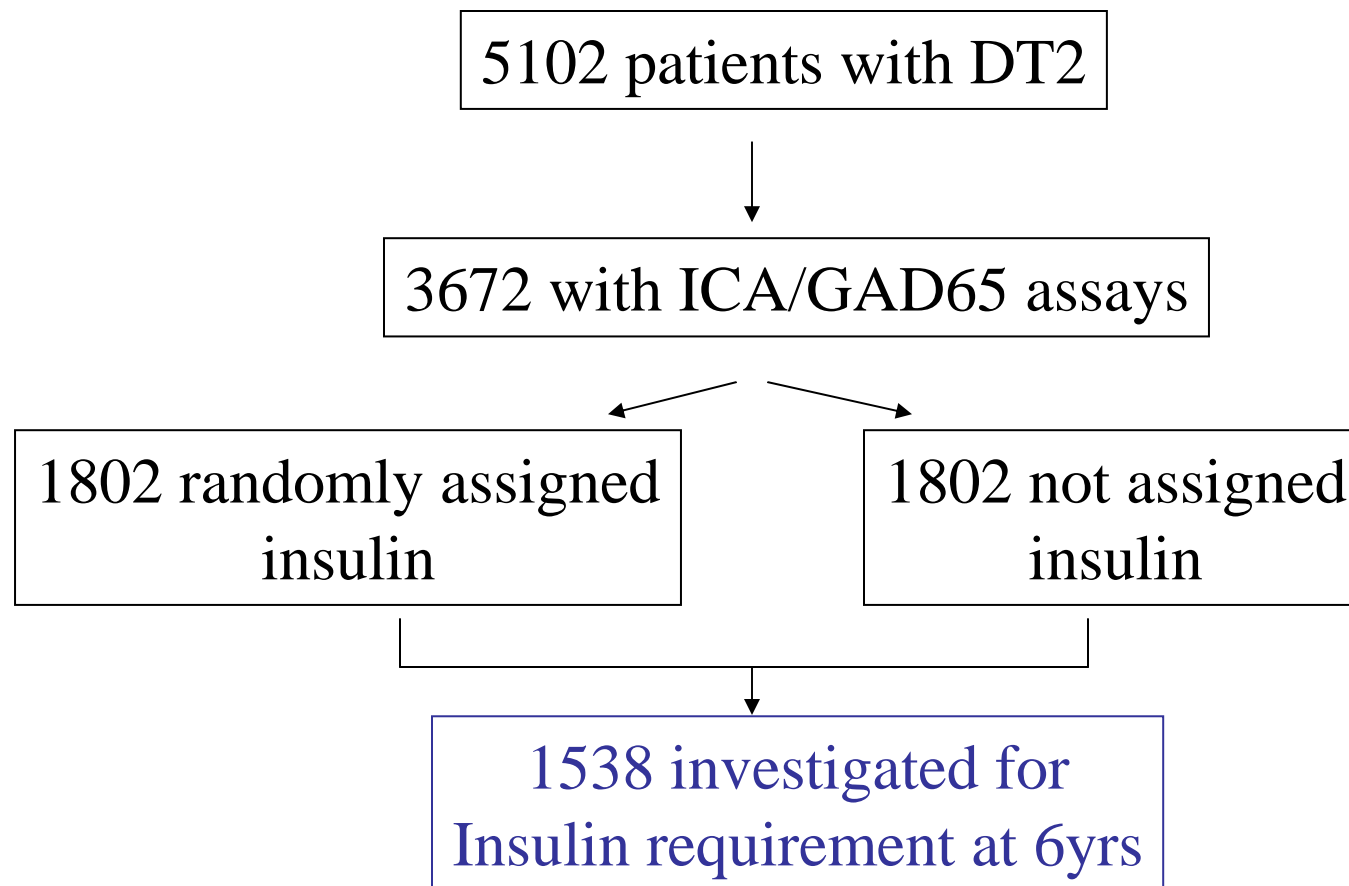 5102 patients with DT2
3672 with ICA/GAD65 assays
1802 randomly assigned
insulin
1802 not assigned
insulin
1538 investigated for
Insulin requirement at 6yrs